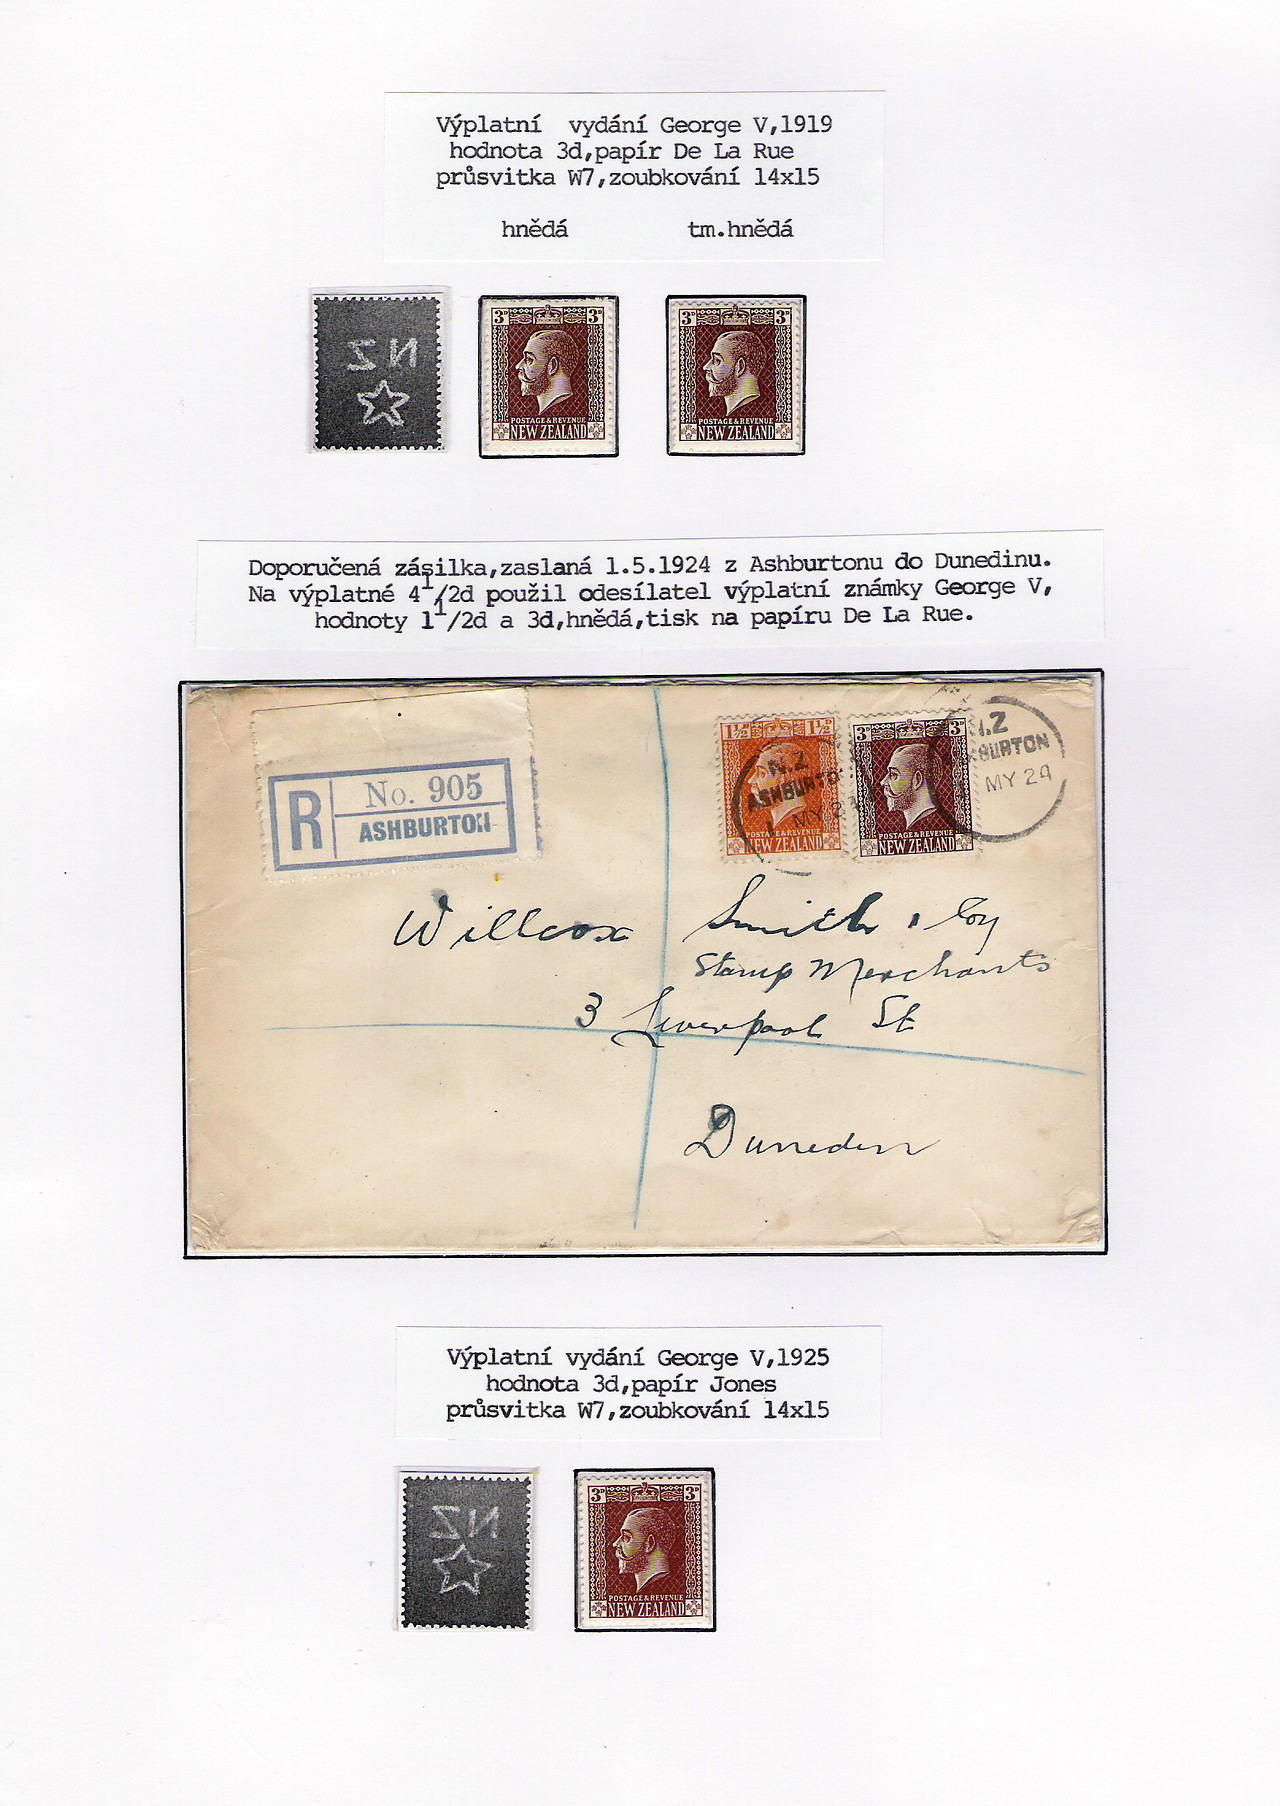 Výplatní vydání George V,1919
hodnota 3d,papír De La Rue
průsvitka W7,zoubkování 14x15
hnědá tm.hnědá
NZ
3ᴰ 3ᴰ
POSTAGE & REVENUE
NEW ZEALAND
3ᴰ 3ᴰ
POSTAGE & REVENUE
NEW ZEALAND
Doporučená zásilka,zaslaná 1.5.1924 z Ashburtonu do Dunedinu.
Na výplatné 4 1/2d použil odesílatel výplatní známky George V,
hodnoty 1 1/2d a 3d,hnědá,tisk na papíru De La Rue.
R
No. 905
ASHBURTON
1½ᴰ 1½ᴰ
POSTAGE & REVENUE
NEW ZEALAND
N.Z
ASHBURTO
MY
3ᴰ 3ᴰ
POSTAGE & REVENUE
NEW ZEALAND
.Z
BURTON
MY 24
Willcox Smith & Coy
Stamp Merchants
3 Liverpool St
Dunedin
Výplatní vydání George V,1925
hodnota 3d,papír Jones
průsvitka W7,zoubkování 14x15
NZ
3ᴰ 3ᴰ
POSTAGE & REVENUE
NEW ZEALAND